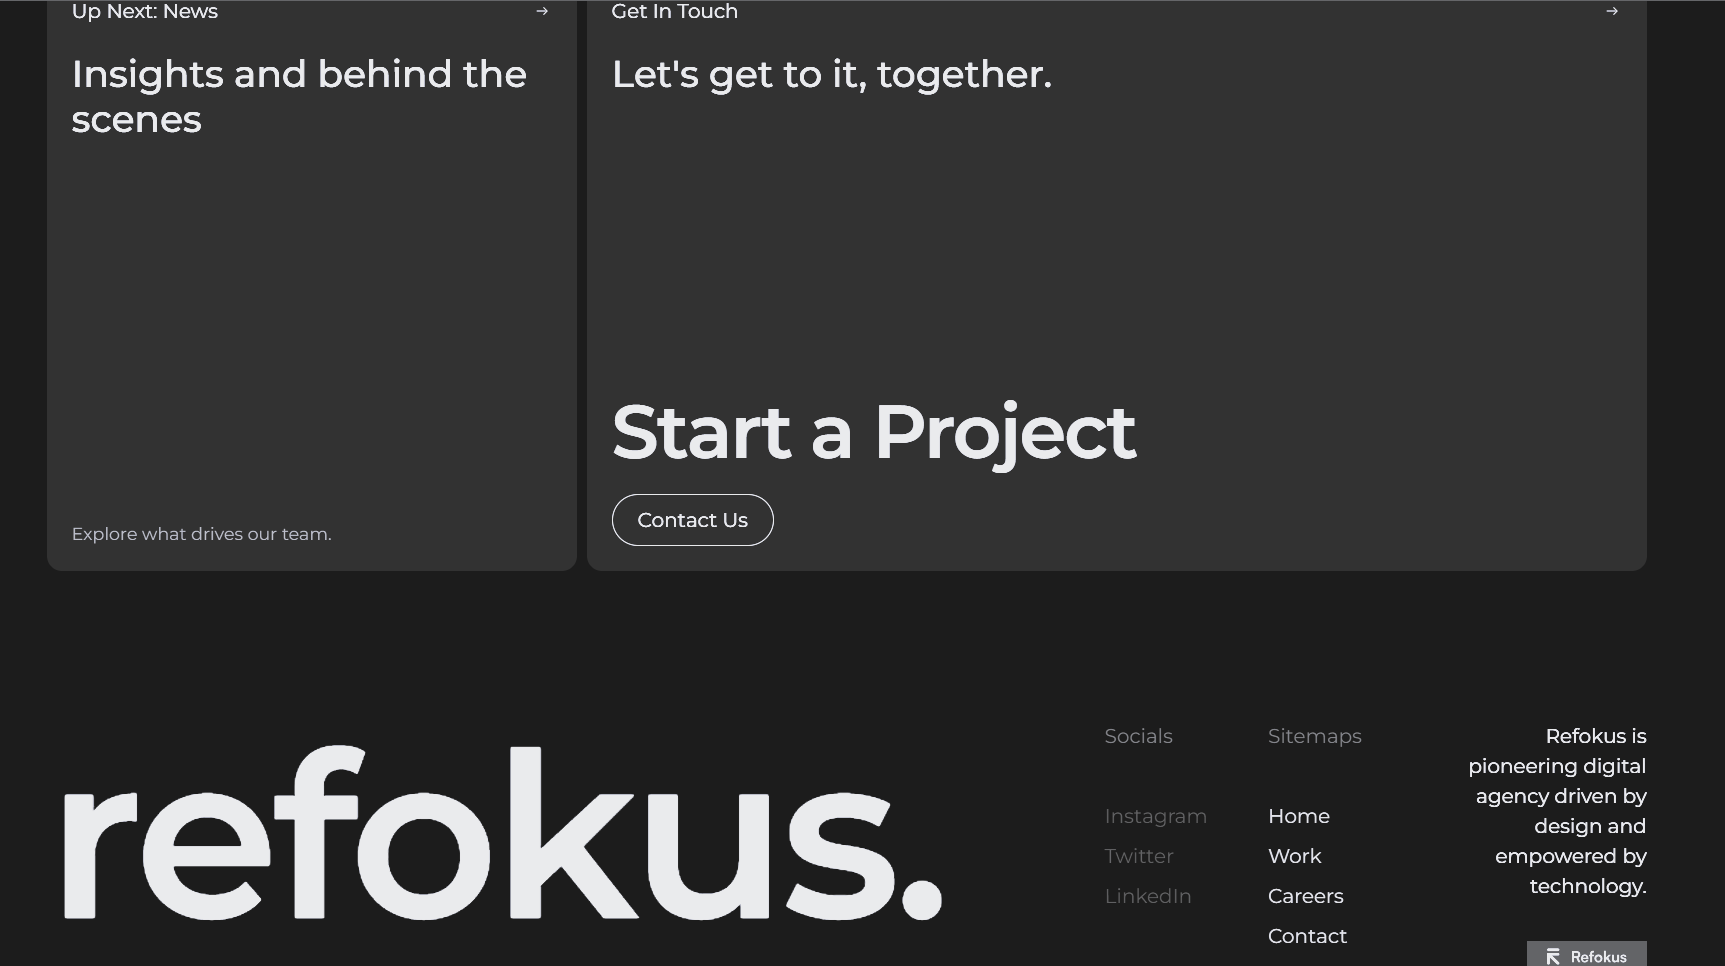 Up Next: News
Insights and behind the
scenes
Explore what drives our team.
Get In Touch
Let's get to it, together.
Start a Project
Contact Us
refokus.
Socials
Instagram
Twitter
LinkedIn
Sitemaps
Home
Work
Careers
Contact
Refokus is
pioneering digital
agency driven by
design and
empowered by
technology.
Refokus